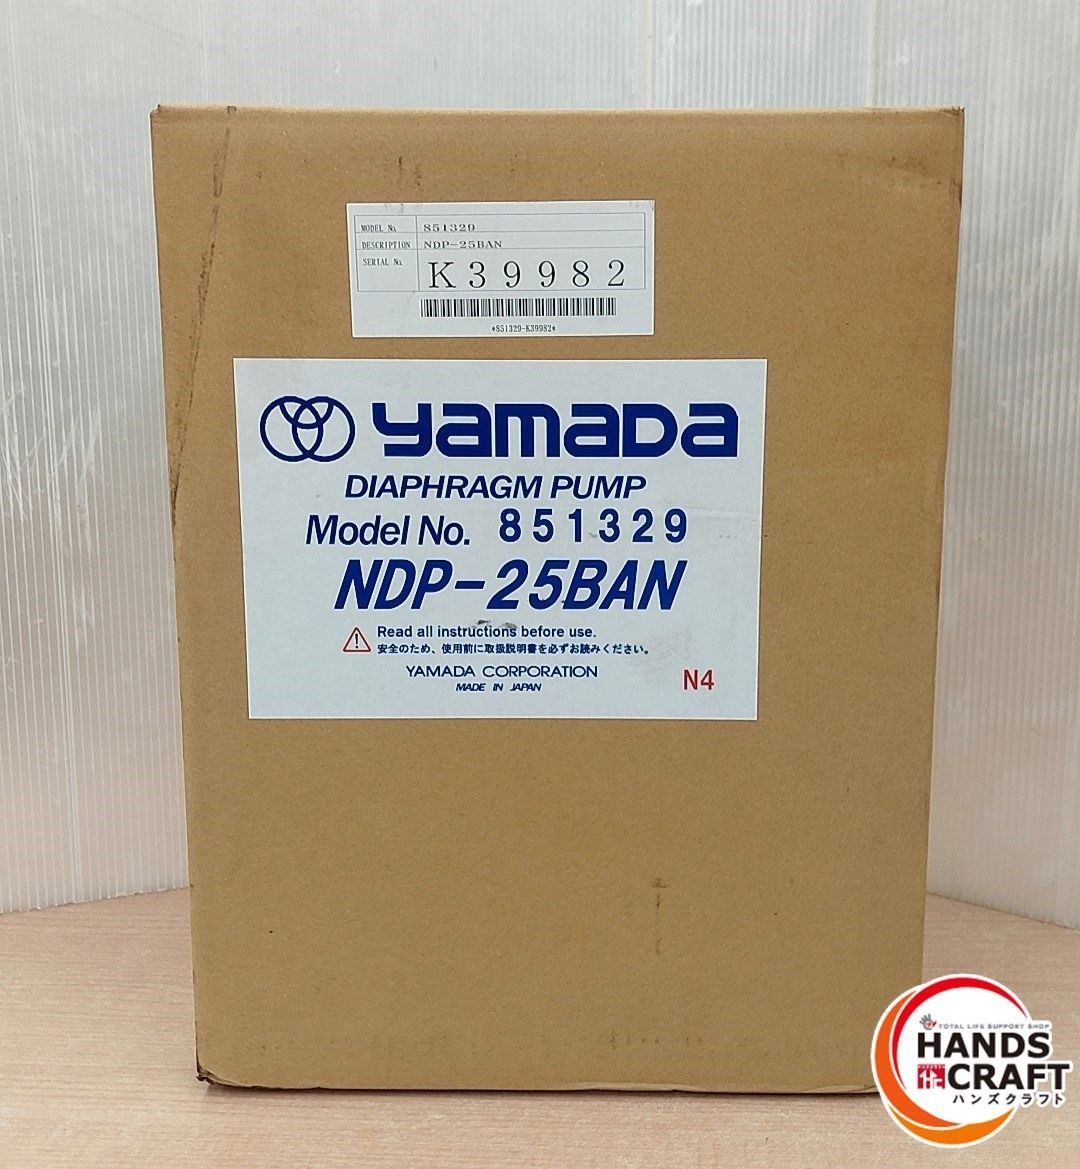 MODEL No. 851329
DESCRIPTION NDP-25BAN
SERIAL No. K39982
*851329-K39982*
yamada
DIAPHRAGM PUMP
Model No. 851329
NDP-25BAN
Read all instructions before use.
安全のため、使用前に取扱説明書を必ずお読みください。
YAMADA CORPORATION
MADE IN JAPAN
N4
TOTAL LIFE SUPPORT SHOP
HANDS
CRAFT
ハンズクラフト